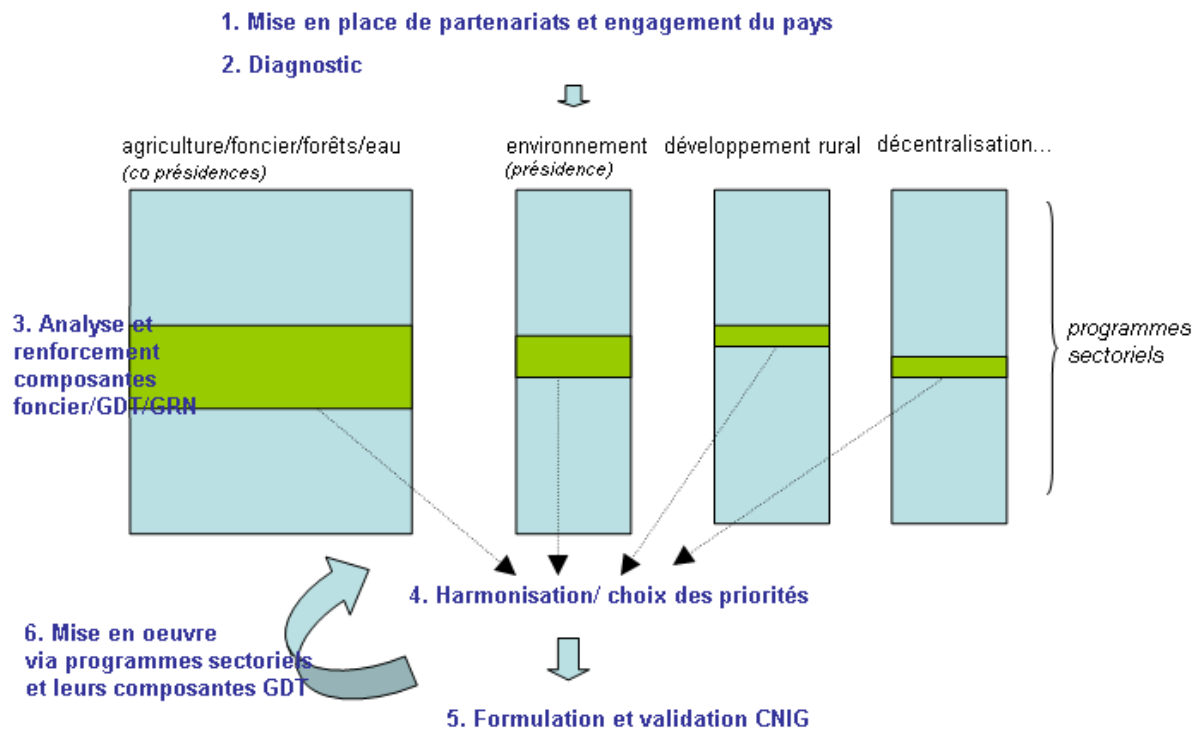 1. Mise en place de partenariats et engagement du pays
2. Diagnostic
agriculture/foncier/forêts/eau
(co présidences)
environnement
(présidence)
développement rural
décentralisation...
3. Analyse et
renforcement
composantes
foncier/GDT/GRN
programmes
sectoriels
4. Harmonisation/ choix des priorités
6. Mise en oeuvre
via programmes sectoriels
et leurs composantes GDT
5. Formulation et validation CNIG